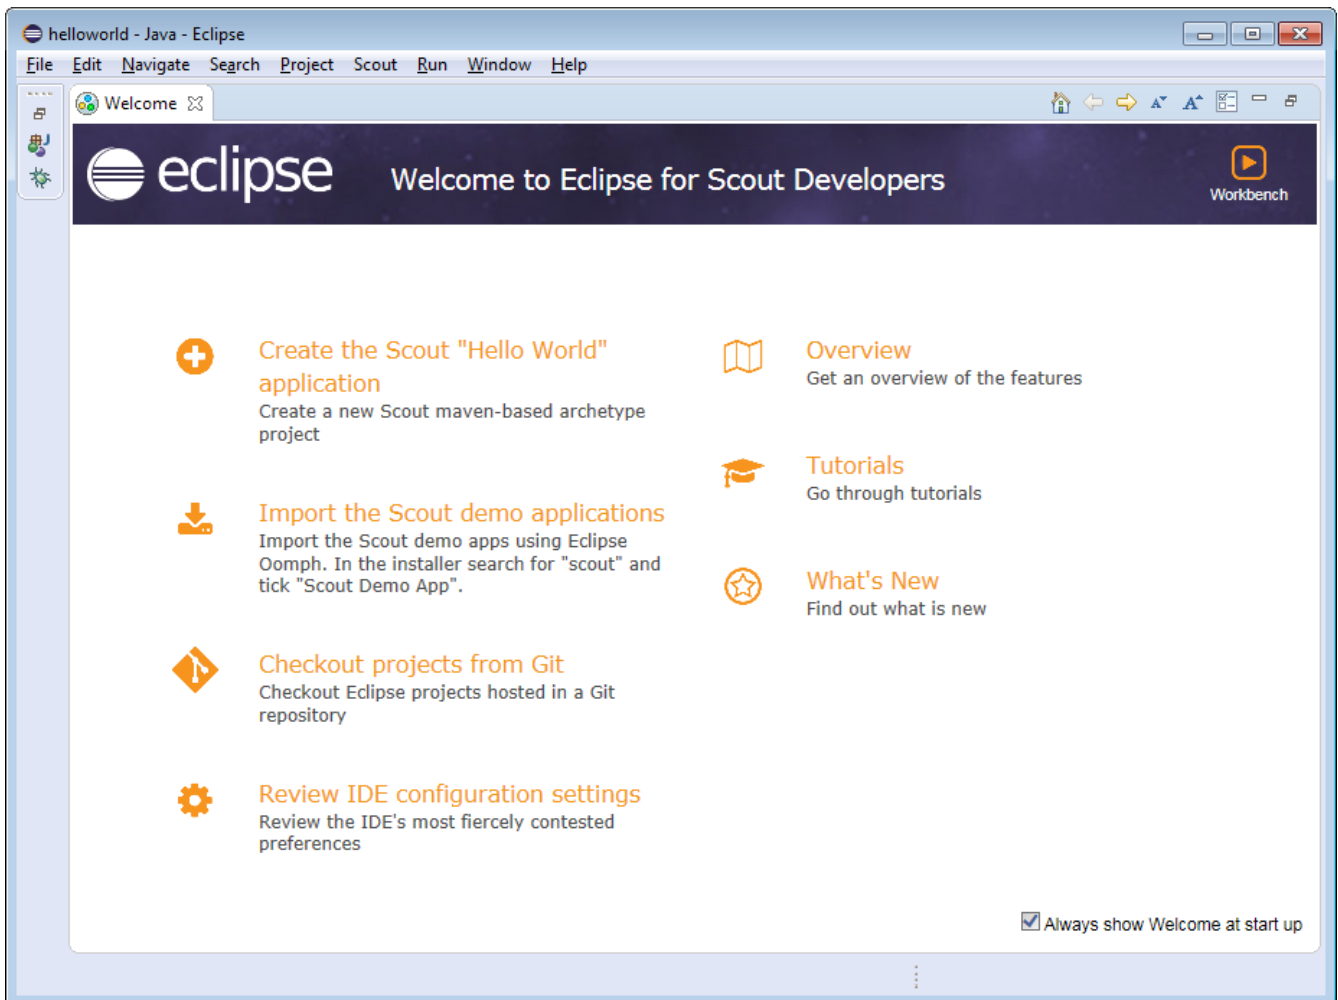 helloworld - Java - Eclipse
File Edit Navigate Search Project Scout Run Window Help
Welcome
eclipse Welcome to Eclipse for Scout Developers
Workbench
Create the Scout "Hello World"
application
Create a new Scout maven-based archetype
project
Import the Scout demo applications
Import the Scout demo apps using Eclipse
Oomph. In the installer search for "scout" and
tick "Scout Demo App".
Checkout projects from Git
Checkout Eclipse projects hosted in a Git
repository
Review IDE configuration settings
Review the IDE's most fiercely contested
preferences
Overview
Get an overview of the features
Tutorials
Go through tutorials
What's New
Find out what is new
Always show Welcome at start up